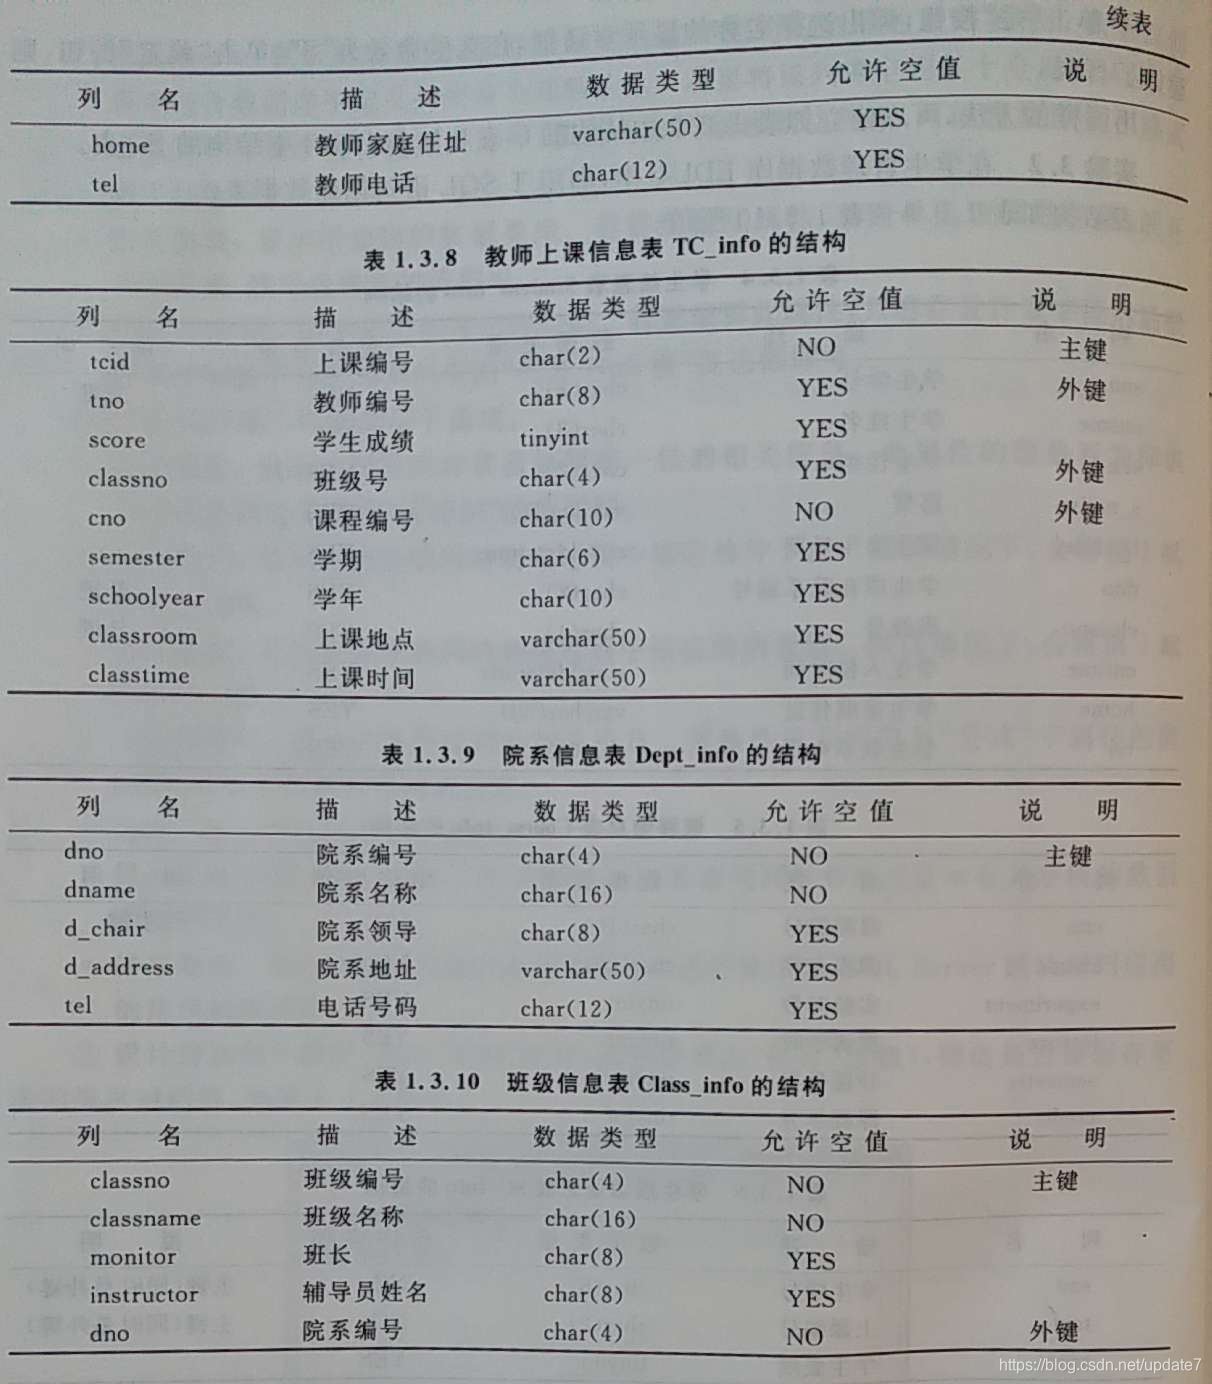 续表
列 名 描 述 数据类型 允许空值 说 明
home 教师家庭住址 varchar(50) YES
tel 教师电话 char(12) YES
表 1.3.8 教师上课信息表 TC_info 的结构
列 名 描 述 数据类型 允许空值 说 明
tcid 上课编号 char(2) NO 主键
tno 教师编号 char(8) YES 外键
score 学生成绩 tinyint YES
classno 班级号 char(4) YES 外键
cno 课程编号 char(10) NO 外键
semester 学期 char(6) YES
schoolyear 学年 char(10) YES
classroom 上课地点 varchar(50) YES
classtime 上课时间 varchar(50) YES
表 1.3.9 院系信息表 Dept_info 的结构
列 名 描 述 数据类型 允许空值 说 明
dno 院系编号 char(4) NO 主键
dname 院系名称 char(16) NO
d_chair 院系领导 char(8) YES
d_address 院系地址 varchar(50) YES
tel 电话号码 char(12) YES
表 1.3.10 班级信息表 Class_info 的结构
列 名 描 述 数据类型 允许空值 说 明
classno 班级编号 char(4) NO 主键
classname 班级名称 char(16) NO
monitor 班长 char(8) YES
instructor 辅导员姓名 char(8) YES
dno 院系编号 char(4) NO 外键
https://blog.csdn.net/update7